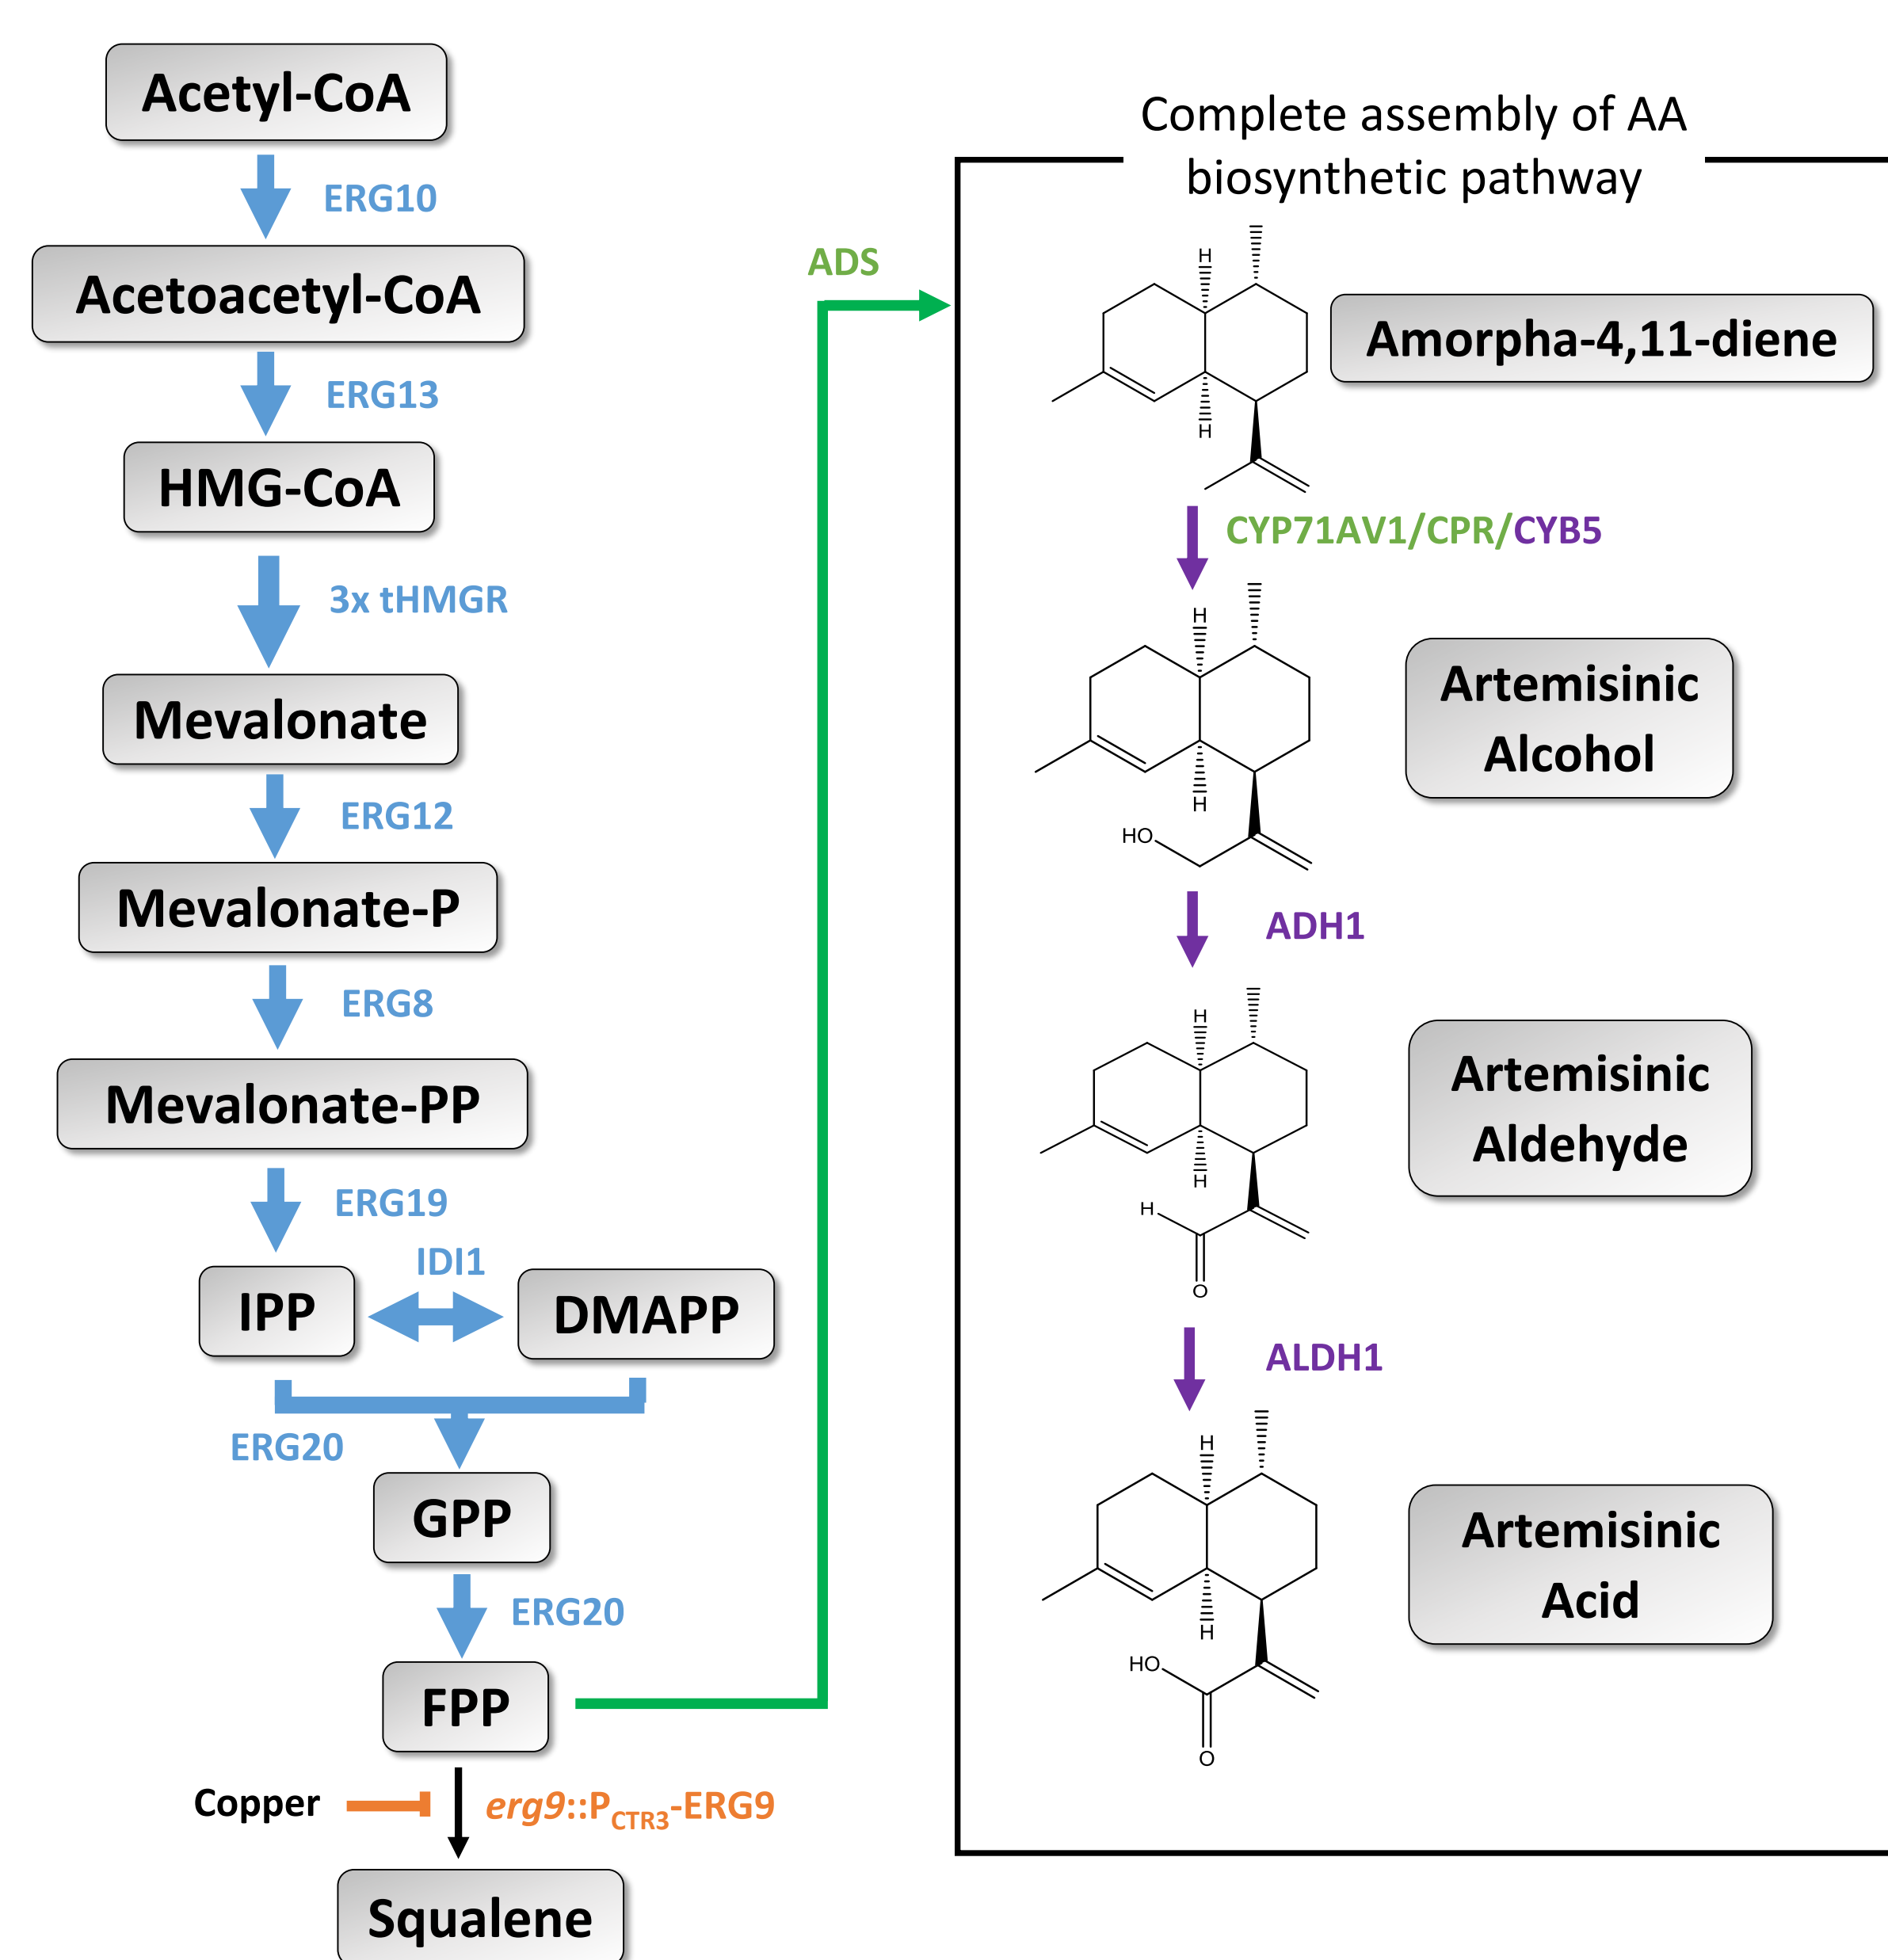 Acetyl-CoA
ERG10
Acetoacetyl-CoA
ERG13
HMG-CoA
3x tHMGR
Mevalonate
ERG12
Mevalonate-P
ERG8
Mevalonate-PP
ERG19
IDI1
IPP
DMAPP
ERG20
GPP
ERG20
FPP
Copper
erg9::PCTR3-ERG9
Squalene
ADS
Complete assembly of AA
biosynthetic pathway
H
Amorpha-4,11-diene
H
CYP71AV1/CPR/CYB5
H
Artemisinic
Alcohol
H
HO
ADH1
H
Artemisinic
Aldehyde
H
H
O
ALDH1
H
Artemisinic
Acid
H
HO
O